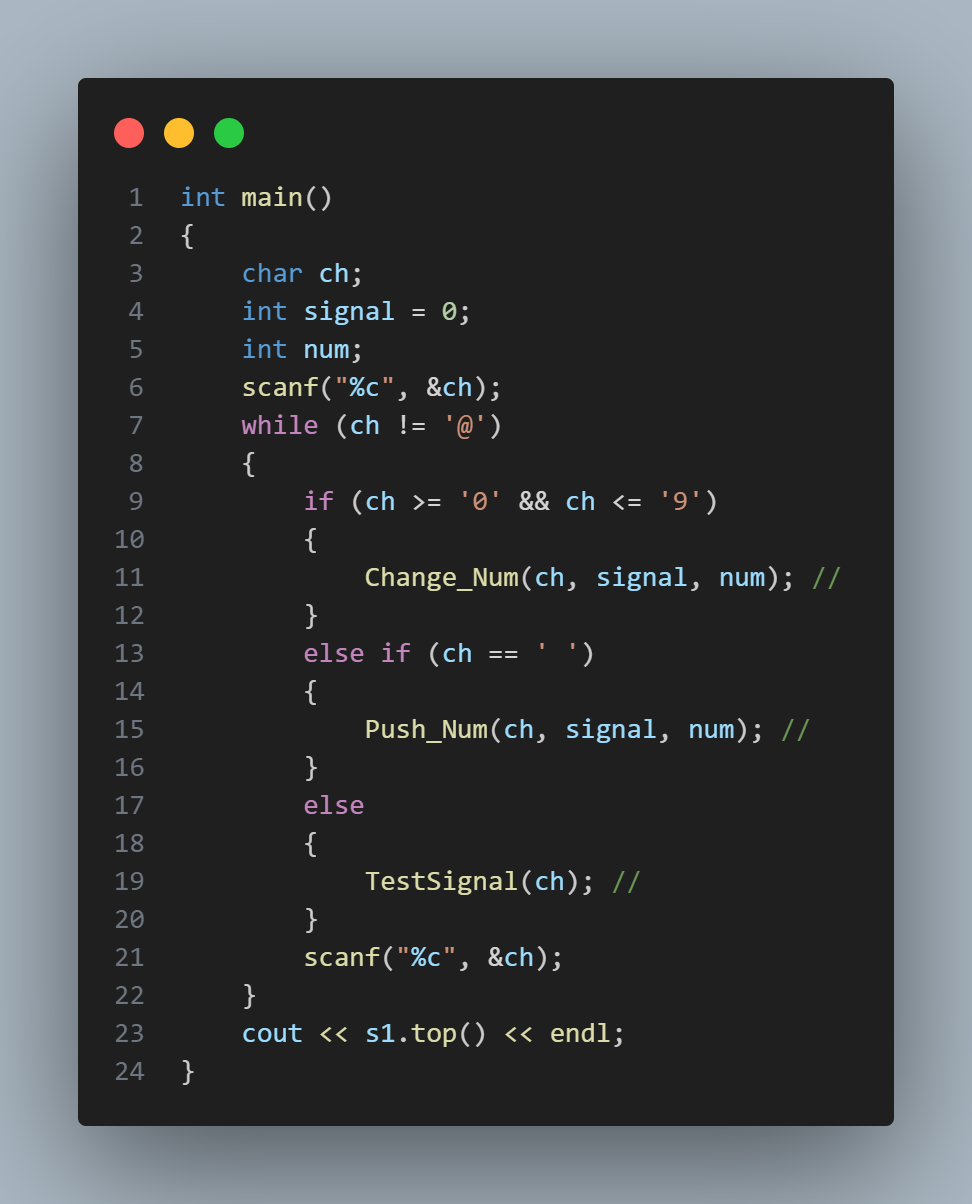 1 int main()
2 {
3     char ch;
4     int signal = 0;
5     int num;
6     scanf("%c", &ch);
7     while (ch != '@')
8     {
9         if (ch >= '0' && ch <= '9')
10         {
11             Change_Num(ch, signal, num); //
12         }
13         else if (ch == ' ')
14         {
15             Push_Num(ch, signal, num); //
16         }
17         else
18         {
19             TestSignal(ch); //
20         }
21         scanf("%c", &ch);
22     }
23     cout << s1.top() << endl;
24 }